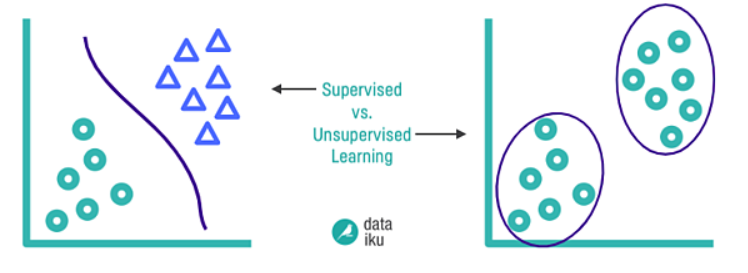 Supervised
vs.
Unsupervised
Learning
data
iku